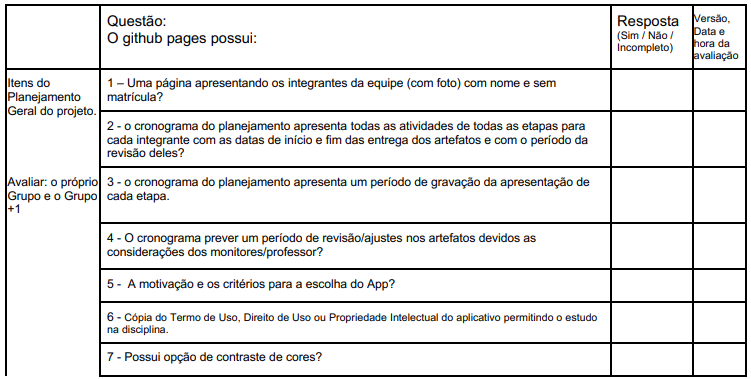 Questão:
O github pages possui:
Resposta
(Sim / Não /
Incompleto)
Versão,
Data e
hora da
avaliação
Itens do
Planejamento
Geral do projeto.
1 – Uma página apresentando os integrantes da equipe (com foto) com nome e sem
matrícula?
2 - o cronograma do planejamento apresenta todas as atividades de todas as etapas para
cada integrante com as datas de início e fim das entrega dos artefatos e com o período da
revisão deles?
Avaliar: o próprio
Grupo e o Grupo
+1
3 - o cronograma do planejamento apresenta um período de gravação da apresentação de
cada etapa.
4 - O cronograma prever um período de revisão/ajustes nos artefatos devidos as
considerações dos monitores/professor?
5 - A motivação e os critérios para a escolha do App?
6 - Cópia do Termo de Uso, Direito de Uso ou Propriedade Intelectual do aplicativo permitindo o estudo
na disciplina.
7 - Possui opção de contraste de cores?